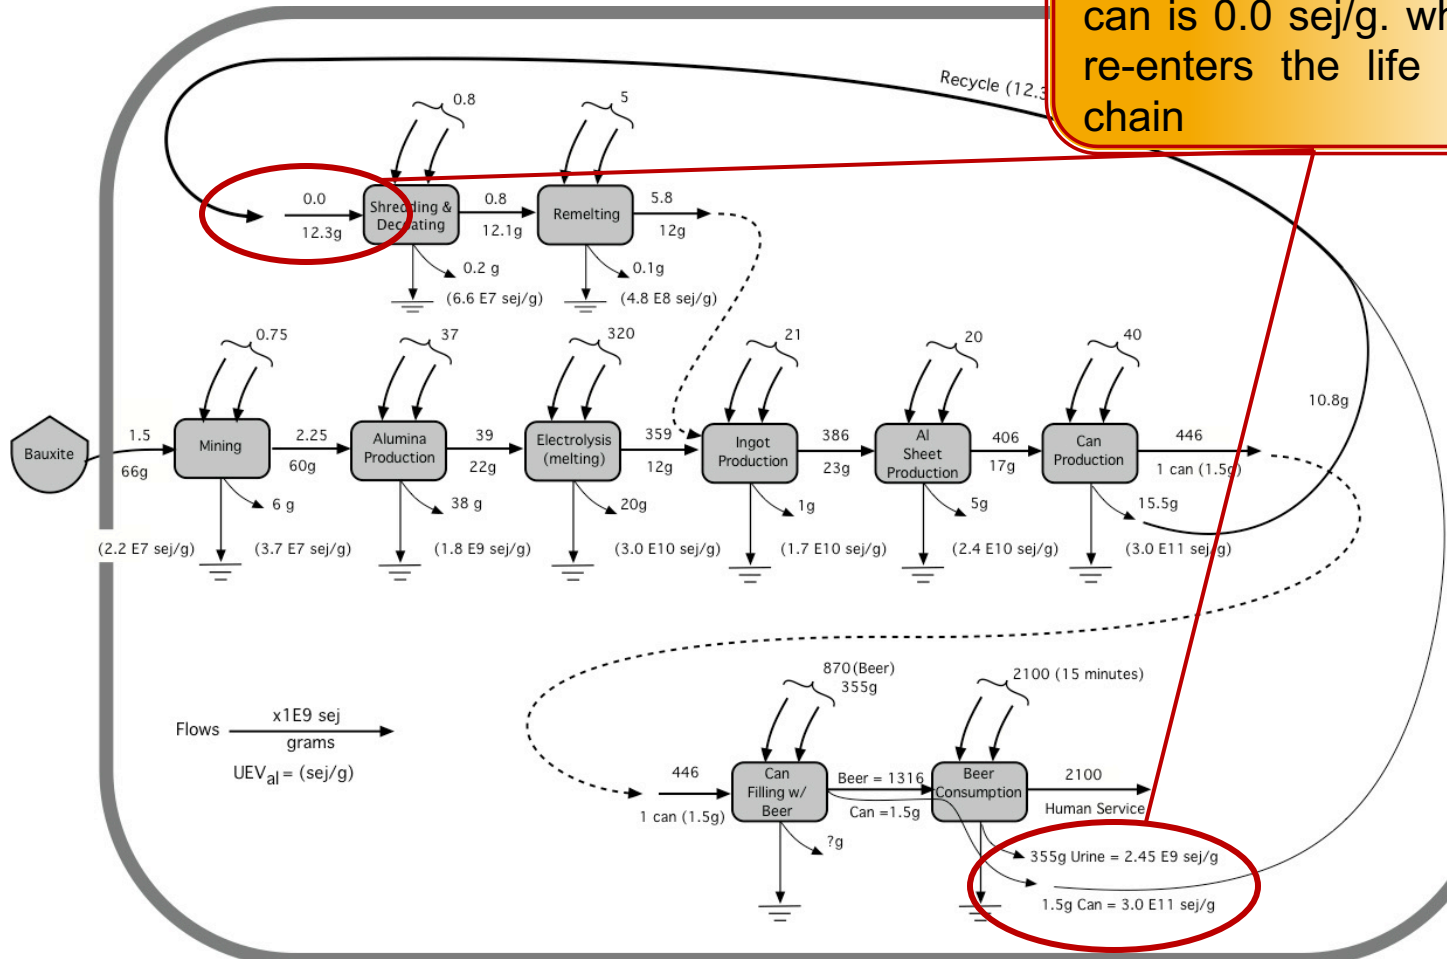 can is 0.0 sej/g. wh
re-enters the life
chain
Recycle (12.3
0.8
5
0.0
12.3g
Shredding &
Decoating
0.8
12.1g
Remelting
5.8
12g
0.2 g
(6.6 E7 sej/g)
0.1g
(4.8 E8 sej/g)
0.75
37
320
21
20
40
10.8g
Bauxite
1.5
66g
Mining
2.25
60g
Alumina
Production
39
22g
Electrolysis
(melting)
359
12g
Ingot
Production
386
23g
Al
Sheet
Production
406
17g
Can
Production
446
1 can (1.5g)
6 g
38 g
20g
1g
5g
15.5g
(2.2 E7 sej/g)
(3.7 E7 sej/g)
(1.8 E9 sej/g)
(3.0 E10 sej/g)
(1.7 E10 sej/g)
(2.4 E10 sej/g)
(3.0 E11 sej/g)
870 (Beer)
355g
2100 (15 minutes)
Flows
x1E9 sej
grams
UEVal = (sej/g)
446
1 can (1.5g)
Can
Filling w/
Beer
Beer = 1316
Can =1.5g
Beer
Consumption
2100
Human Service
?g
355g Urine = 2.45 E9 sej/g
1.5g Can = 3.0 E11 sej/g